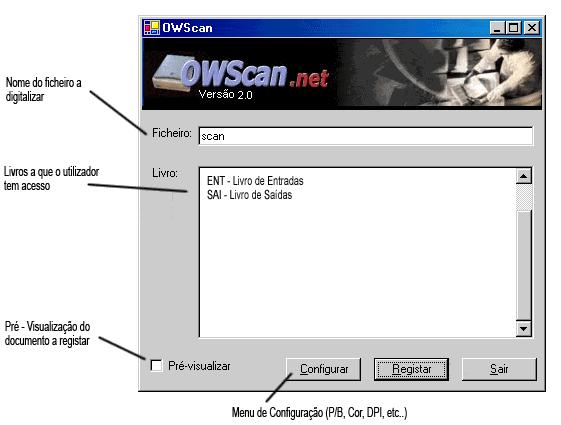 OWScan
OWScan.net
Versão 2.0
Nome do ficheiro a
digitalizar
Ficheiro: scan
Livros a que o utilizador
tem acesso
Livro:
ENT - Livro de Entradas
SAI - Livro de Saídas
Pré - Visualização do
documento a registar
Pré-visualizar Configurar Registar Sair
Menu de Configuração (P/B, Cor, DPI, etc..)